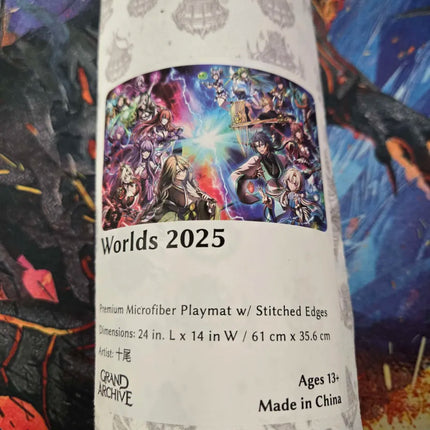 Worlds 2025
Premium Microfiber Playmat w/ Stitched Edges
Dimensions: 24 in. L x 14 in W / 61 cm x 35.6 cm
Artist: 十尾
GRAND
ARCHIVE
Ages 13+
Made in China